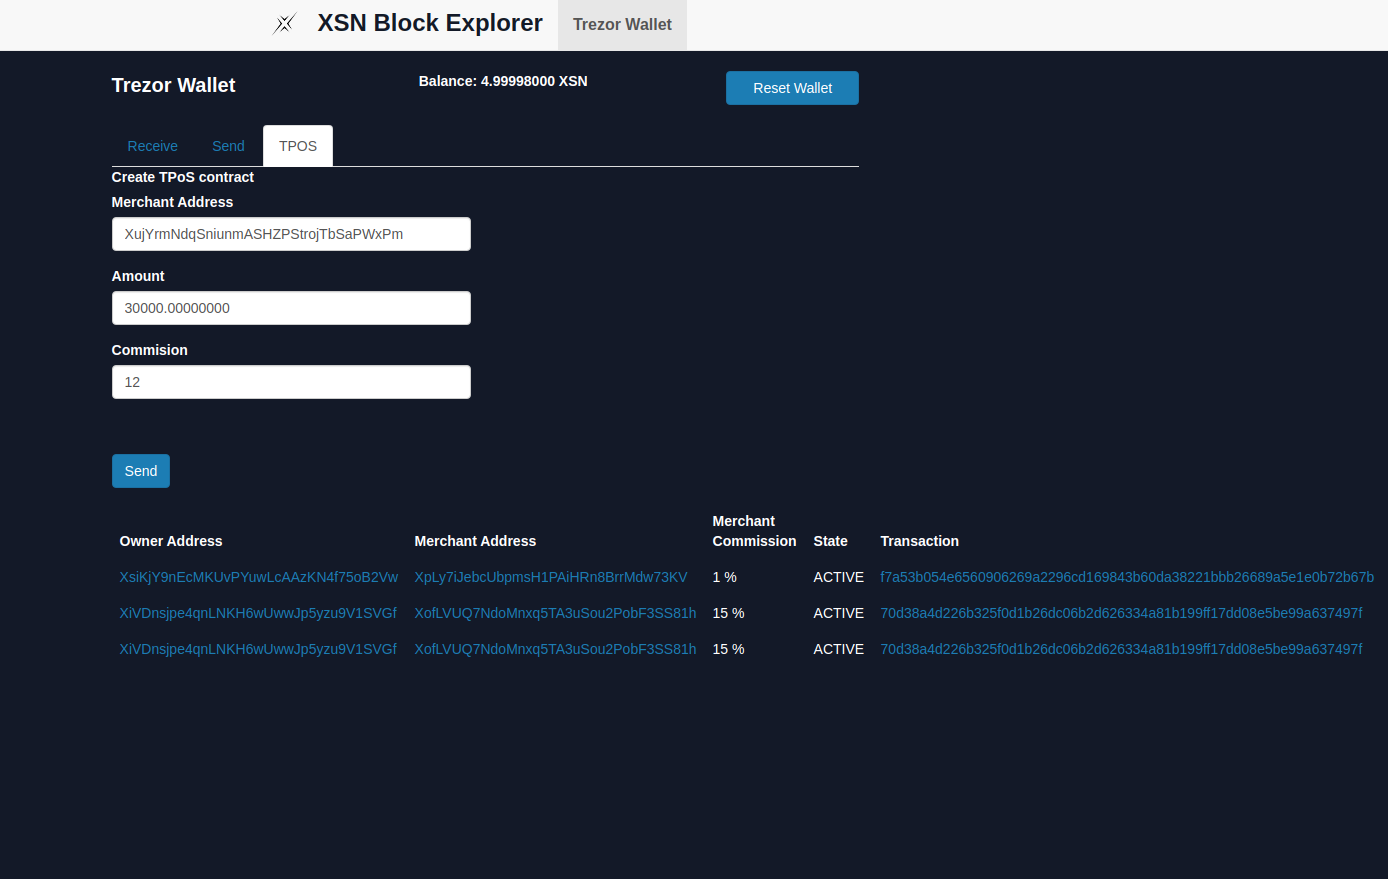 XSN Block Explorer Trezor Wallet
Trezor Wallet Balance: 4.99998000 XSN Reset Wallet
Receive Send TPOS
Create TPoS contract
Merchant Address
XujYrmNdqSniunmASHZPStrojTbSaPWxPm
Amount
30000.00000000
Commision
12
Send
Merchant
Owner Address Merchant Address Commission State Transaction
XsiKjY9nEcMKUvPYuwLcAAzKN4f75oB2Vw XpLy7iJebcUbpmsH1PAiHRn8BrrMdw73KV 1 % ACTIVE f7a53b054e6560906269a2296cd169843b60da38221bbb26689a5e1e0b72b67b
XiVDnsjpe4qnLNKH6wUwwJp5yzu9V1SVGf XofLVUQ7NdoMnxq5TA3uSou2PobF3SS81h 15 % ACTIVE 70d38a4d226b325f0d1b26dc06b2d626334a81b199ff17dd08e5be99a637497f
XiVDnsjpe4qnLNKH6wUwwJp5yzu9V1SVGf XofLVUQ7NdoMnxq5TA3uSou2PobF3SS81h 15 % ACTIVE 70d38a4d226b325f0d1b26dc06b2d626334a81b199ff17dd08e5be99a637497f